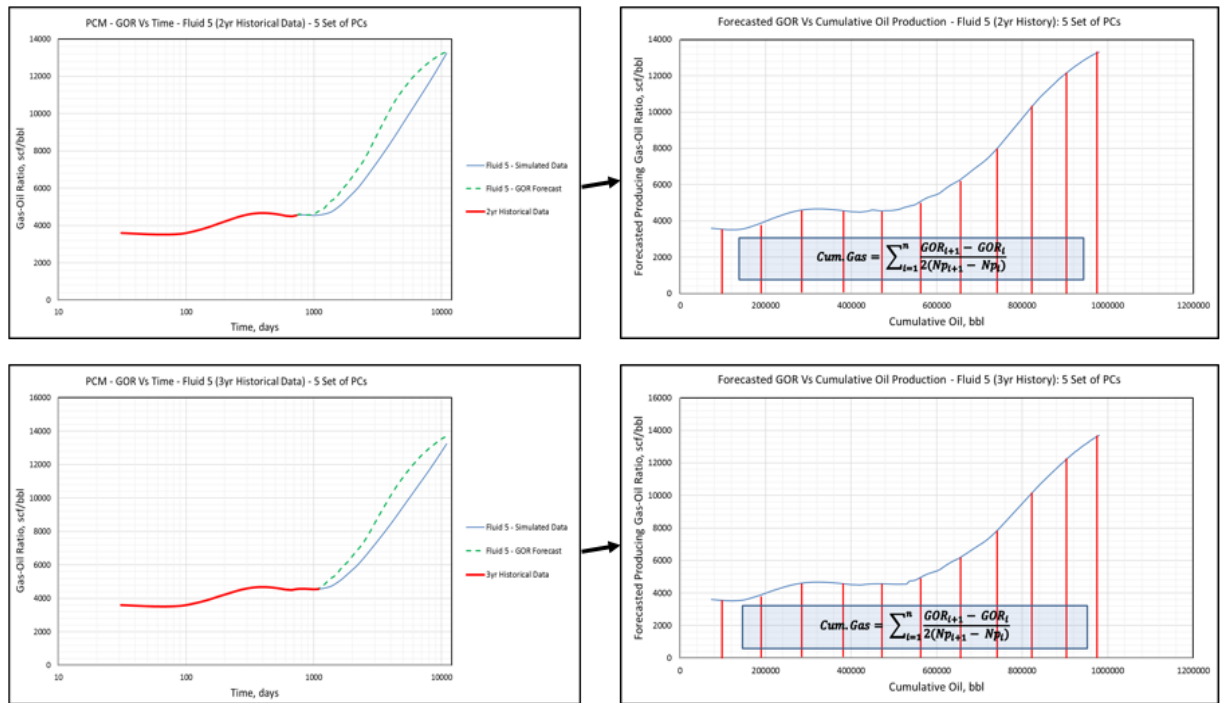 PCM - GOR Vs Time - Fluid 5 (2yr Historical Data) - 5 Set of PCs
Gas-Oil Ratio, scf/bbl
14000
12000
10000
8000
6000
4000
2000
0
10 100 1000 10000
Time, days
Fluid 5 - Simulated Data
Fluid 5 - GOR Forecast
2yr Historical Data
Forecasted GOR Vs Cumulative Oil Production - Fluid 5 (2yr History): 5 Set of PCs
Forecasted Producing Gas-Oil Ratio, scf/bbl
14000
12000
10000
8000
6000
4000
2000
0
Cum. Gas = ∑ⁿᵢ₌₁ (GORᵢ₊₁ − GORᵢ) / 2(Npᵢ₊₁ − Npᵢ)
0 200000 400000 600000 800000 1000000 1200000
Cumulative Oil, bbl
PCM - GOR Vs Time - Fluid 5 (3yr Historical Data) - 5 Set of PCs
Gas-Oil Ratio, scf/bbl
16000
14000
12000
10000
8000
6000
4000
2000
0
10 100 1000 10000
Time, days
Fluid 5 - Simulated Data
Fluid 5 - GOR Forecast
3yr Historical Data
Forecasted GOR Vs Cumulative Oil Production - Fluid 5 (3yr History): 5 Set of PCs
Forecasted Producing Gas-Oil Ratio, scf/bbl
16000
14000
12000
10000
8000
6000
4000
2000
0
Cum. Gas = ∑ⁿᵢ₌₁ (GORᵢ₊₁ − GORᵢ) / 2(Npᵢ₊₁ − Npᵢ)
0 200000 400000 600000 800000 1000000 1200000
Cumulative Oil, bbl